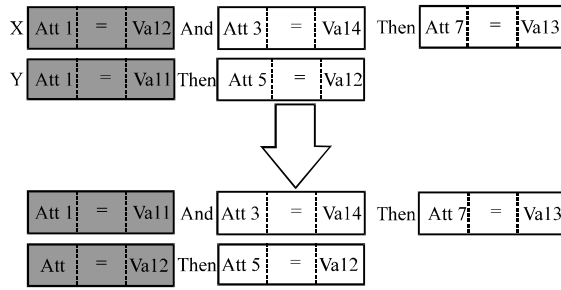 X Att 1 = Va12 And Att 3 = Va14 Then Att 7 = Va13
Y Att 1 = Va11 Then Att 5 = Va12
Att 1 = Va11 And Att 3 = Va14 Then Att 7 = Va13
Att = Va12 Then Att 5 = Va12